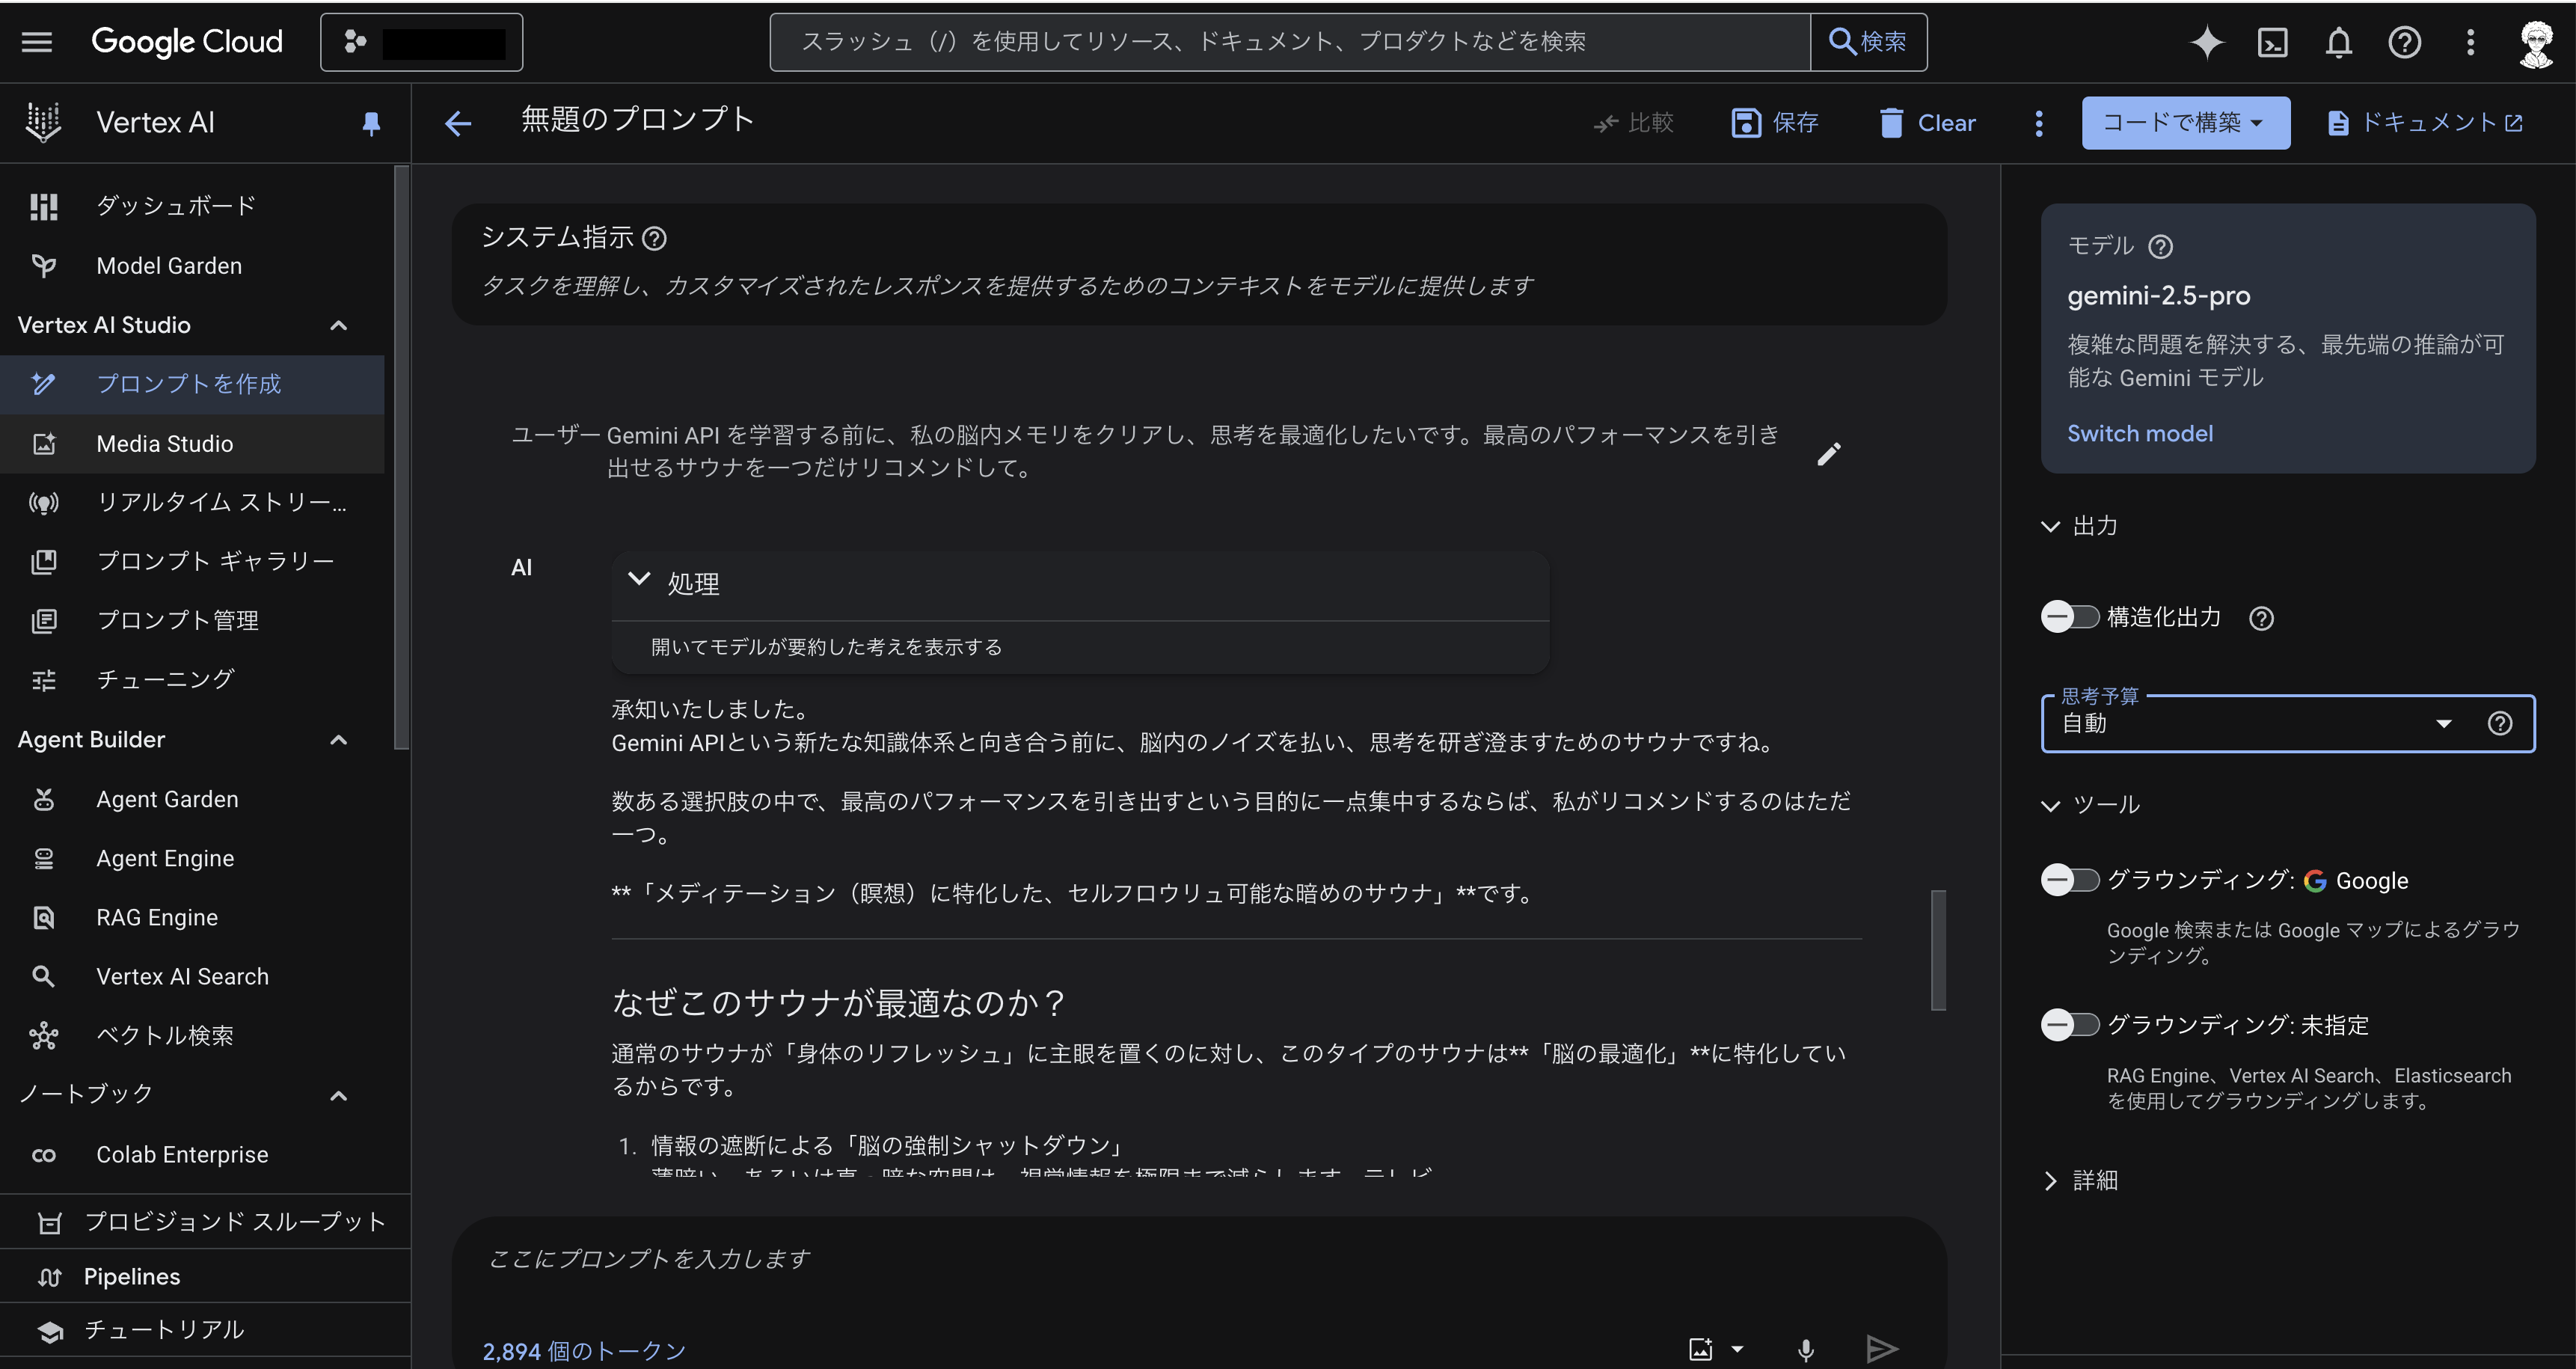 Google Cloud
スラッシュ（/）を使用してリソース、ドキュメント、プロダクトなどを検索
検索
Vertex AI
無題のプロンプト
比較
保存
Clear
コードで構築
ドキュメント
ダッシュボード
Model Garden
Vertex AI Studio
プロンプトを作成
Media Studio
リアルタイム ストリー...
プロンプト ギャラリー
プロンプト管理
チューニング
Agent Builder
Agent Garden
Agent Engine
RAG Engine
Vertex AI Search
ベクトル検索
ノートブック
Colab Enterprise
プロビジョンド スループット
Pipelines
チュートリアル
システム指示
タスクを理解し、カスタマイズされたレスポンスを提供するためのコンテキストをモデルに提供します
ユーザー Gemini API を学習する前に、私の脳内メモリをクリアし、思考を最適化したいです。最高のパフォーマンスを引き
出せるサウナを一つだけリコメンドして。
AI
処理
開いてモデルが要約した考えを表示する
承知いたしました。
Gemini APIという新たな知識体系と向き合う前に、脳内のノイズを払い、思考を研ぎ澄ますためのサウナですね。
数ある選択肢の中で、最高のパフォーマンスを引き出すという目的に一点集中するならば、私がリコメンドするのはただ
一つ。
**「メディテーション（瞑想）に特化した、セルフロウリュ可能な暗めのサウナ」**です。
なぜこのサウナが最適なのか？
通常のサウナが「身体のリフレッシュ」に主眼を置くのに対し、このタイプのサウナは**「脳の最適化」**に特化してい
るからです。
1. 情報の遮断による「脳の強制シャットダウン」
ここにプロンプトを入力します
2,894 個のトークン
モデル
gemini-2.5-pro
複雑な問題を解決する、最先端の推論が可
能な Gemini モデル
Switch model
出力
構造化出力
思考予算
自動
ツール
グラウンディング: Google
Google 検索または Google マップによるグラウ
ンディング。
グラウンディング: 未指定
RAG Engine、Vertex AI Search、Elasticsearch
を使用してグラウンディングします。
詳細